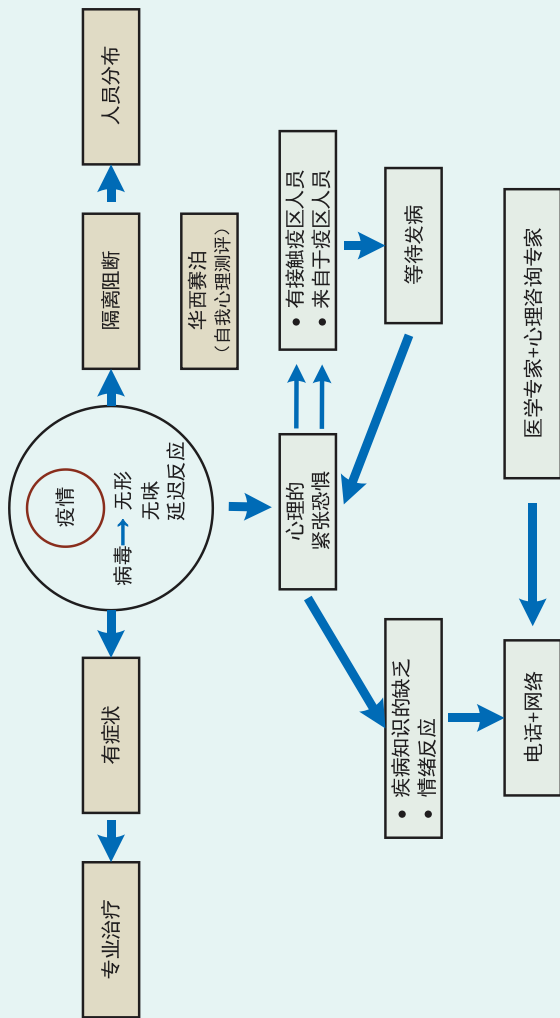 专业治疗
有症状
疫情
病毒
无形
无味
延迟反应
隔离阻断
人员分布
华西赛泊
（自我心理测评）
心理的
紧张恐惧
• 有接触疫区人员
• 来自于疫区人员
• 疾病知识的缺乏
• 情绪反应
等待发病
电话+网络
医学专家+心理咨询专家